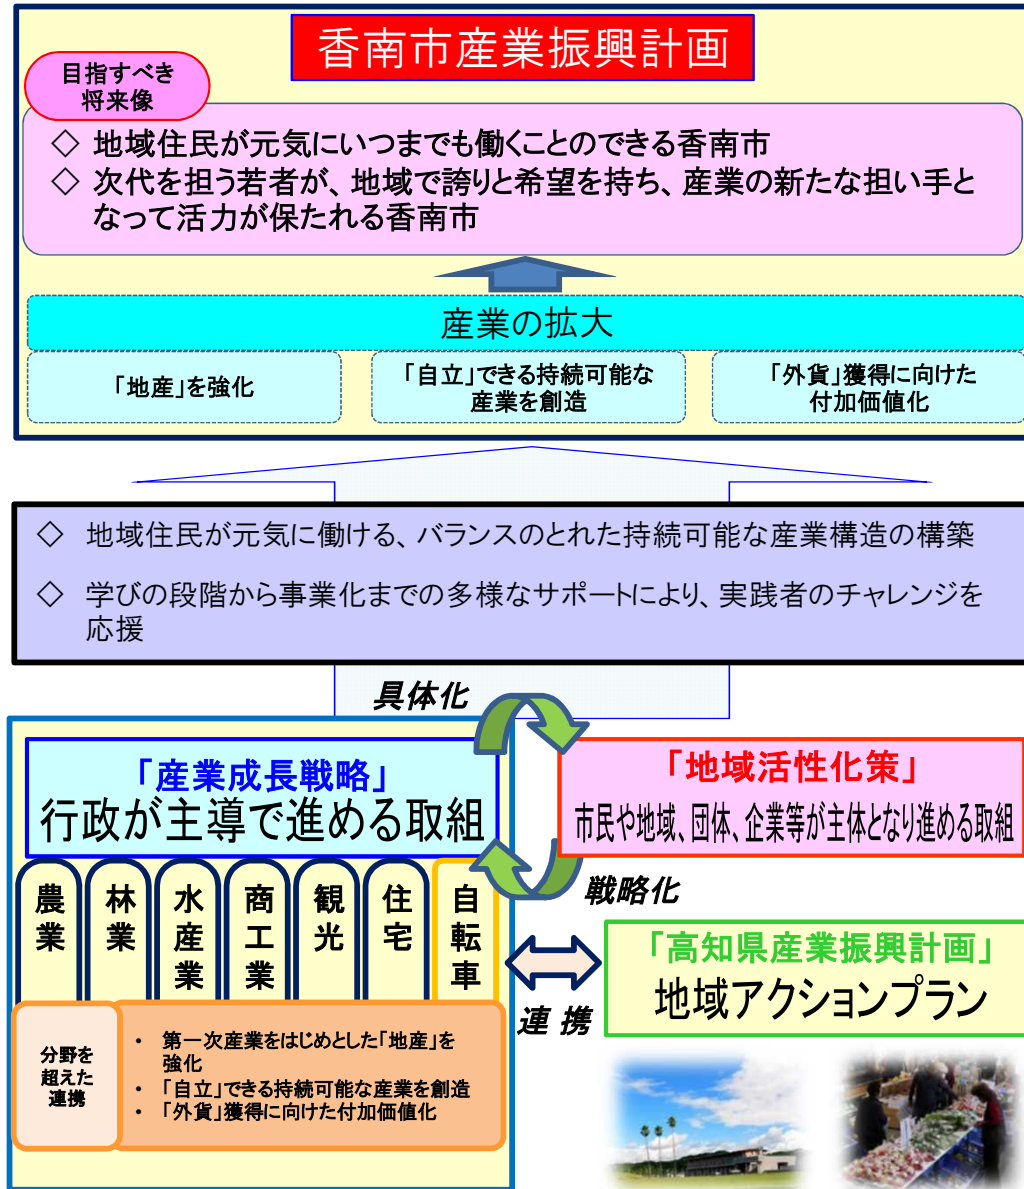 香南市産業振興計画
目指すべき
将来像
◇ 地域住民が元気にいつまでも働くことのできる香南市
◇ 次代を担う若者が、地域で誇りと希望を持ち、産業の新たな担い手と
なって活力が保たれる香南市
産業の拡大
「地産」を強化
「自立」できる持続可能な
産業を創造
「外貨」獲得に向けた
付加価値化
◇ 地域住民が元気に働ける、バランスのとれた持続可能な産業構造の構築
◇ 学びの段階から事業化までの多様なサポートにより、実践者のチャレンジを
応援
具体化
「産業成長戦略」
行政が主導で進める取組
「地域活性化策」
市民や地域、団体、企業等が主体となり進める取組
戦略化
農業
林業
水産業
商工業
観光
住宅
自転車
連携
「高知県産業振興計画」
地域アクションプラン
分野を
超えた
連携
・ 第一次産業をはじめとした「地産」を
強化
・ 「自立」できる持続可能な産業を創造
・ 「外貨」獲得に向けた付加価値化